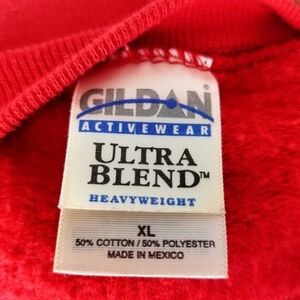 GILDAN
ACTIVEWEAR
ULTRA
BLEND™
HEAVYWEIGHT
XL
50% COTTON / 50% POLYESTER
MADE IN MEXICO